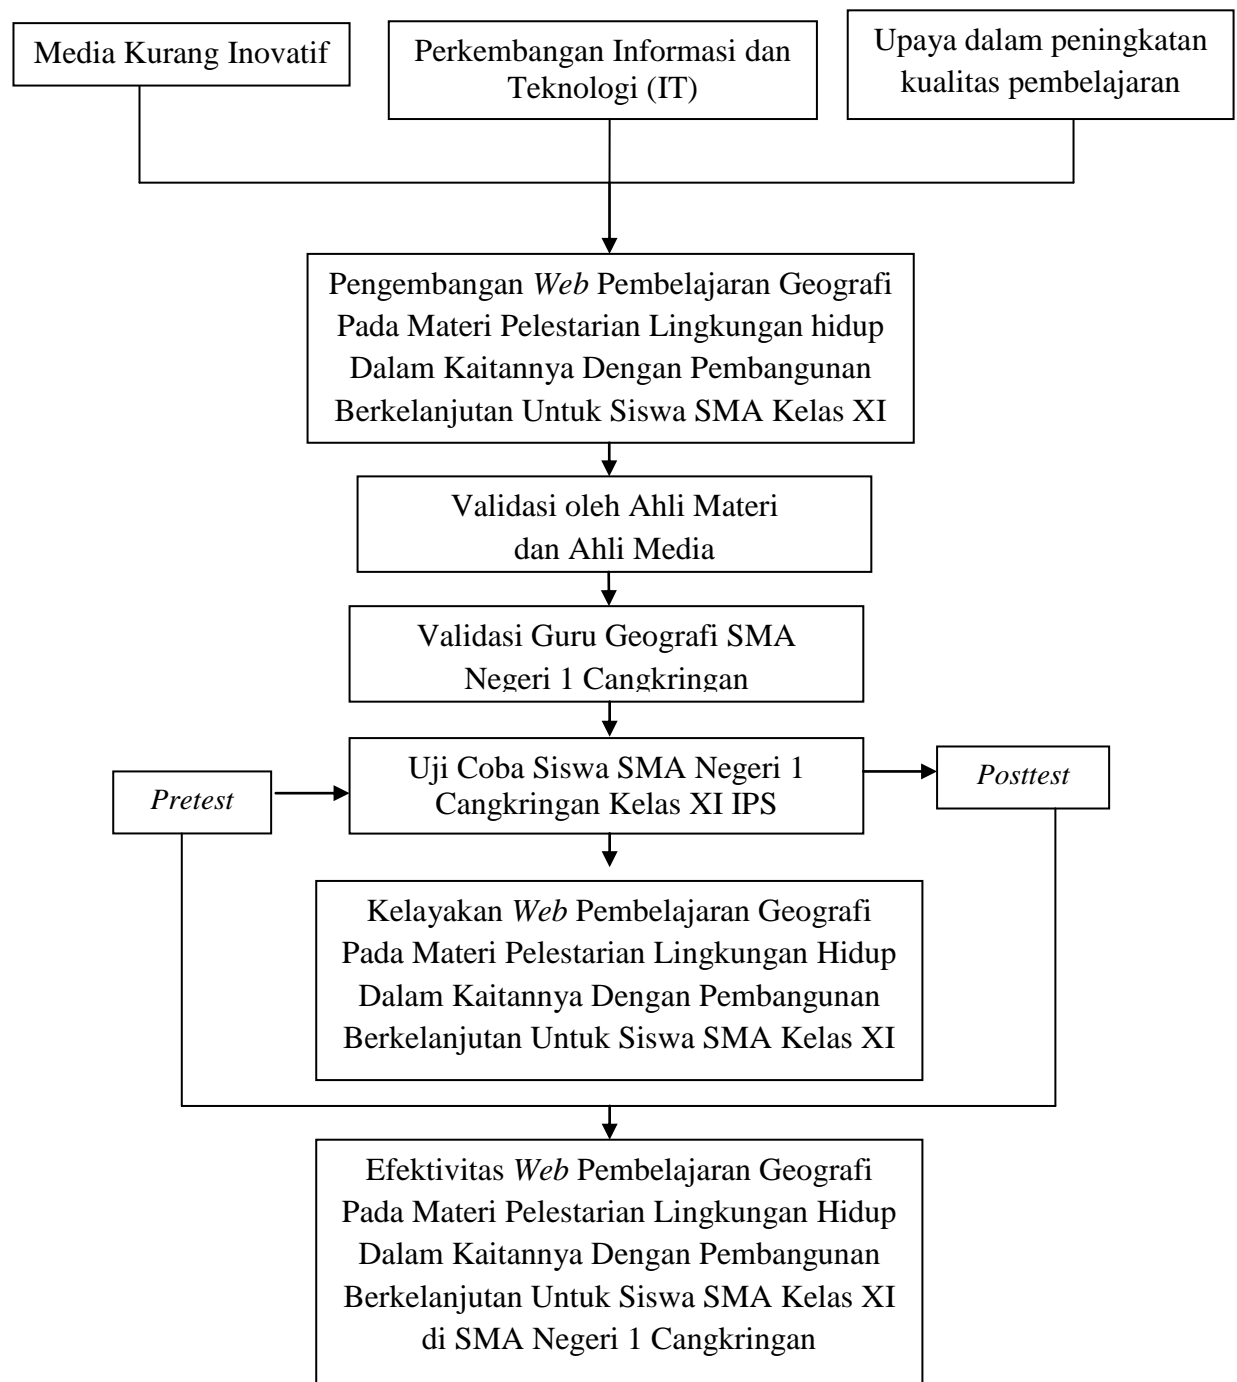 Media Kurang Inovatif
Perkembangan Informasi dan
Teknologi (IT)
Upaya dalam peningkatan
kualitas pembelajaran
Pengembangan Web Pembelajaran Geografi
Pada Materi Pelestarian Lingkungan hidup
Dalam Kaitannya Dengan Pembangunan
Berkelanjutan Untuk Siswa SMA Kelas XI
Validasi oleh Ahli Materi
dan Ahli Media
Validasi Guru Geografi SMA
Negeri 1 Cangkringan
Pretest
Uji Coba Siswa SMA Negeri 1
Cangkringan Kelas XI IPS
Posttest
Kelayakan Web Pembelajaran Geografi
Pada Materi Pelestarian Lingkungan Hidup
Dalam Kaitannya Dengan Pembangunan
Berkelanjutan Untuk Siswa SMA Kelas XI
Efektivitas Web Pembelajaran Geografi
Pada Materi Pelestarian Lingkungan Hidup
Dalam Kaitannya Dengan Pembangunan
Berkelanjutan Untuk Siswa SMA Kelas XI
di SMA Negeri 1 Cangkringan